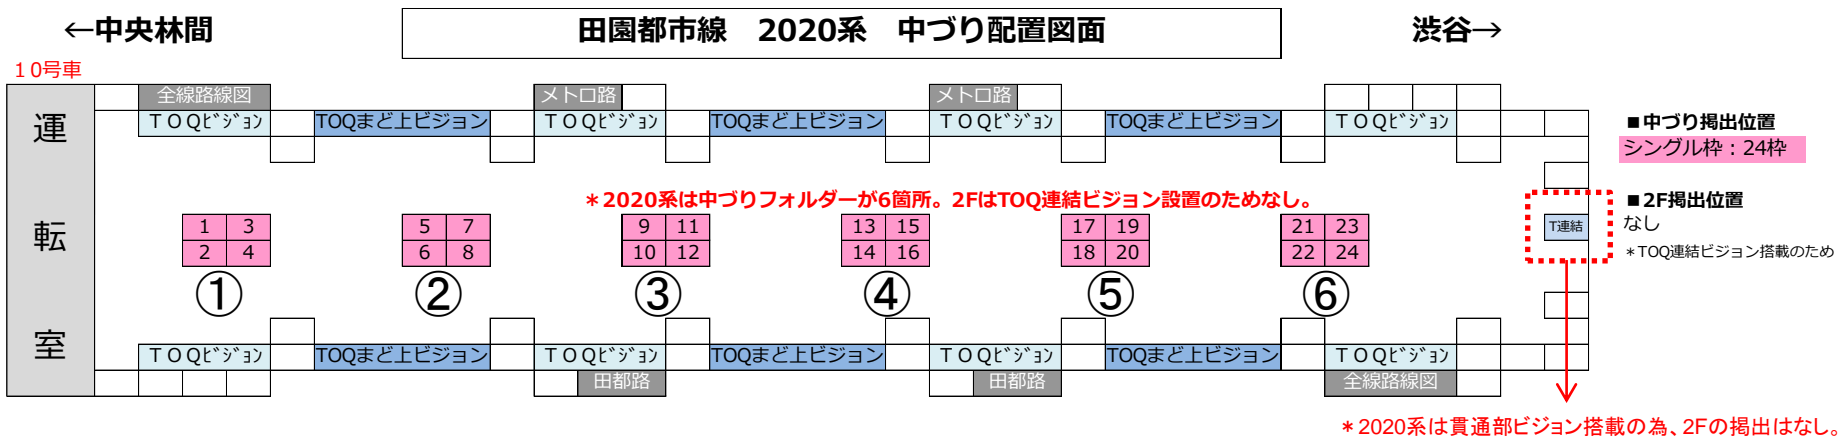 ←中央林間
田園都市線　2020系　中づり配置図面
渋谷→
１０号車
運転室
全線路線図
メトロ路
メトロ路
ＴＯＱﾋﾞｼﾞｮﾝ
TOQまど上ビジョン
ＴＯＱﾋﾞｼﾞｮﾝ
TOQまど上ビジョン
ＴＯＱﾋﾞｼﾞｮﾝ
TOQまど上ビジョン
ＴＯＱﾋﾞｼﾞｮﾝ
■中づり掲出位置
シングル枠：24枠
＊2020系は中づりフォルダーが6箇所。2FはTOQ連結ビジョン設置のためなし。
■2F掲出位置
なし
＊TOQ連結ビジョン搭載のため
T連結
1 3 5 7 9 11 13 15 17 19 21 23
2 4 6 8 10 12 14 16 18 20 22 24
① ② ③ ④ ⑤ ⑥
ＴＯＱﾋﾞｼﾞｮﾝ
TOQまど上ビジョン
ＴＯＱﾋﾞｼﾞｮﾝ
TOQまど上ビジョン
ＴＯＱﾋﾞｼﾞｮﾝ
TOQまど上ビジョン
ＴＯＱﾋﾞｼﾞｮﾝ
田都路
田都路
全線路線図
＊2020系は貫通部ビジョン搭載の為、2Fの掲出はなし。